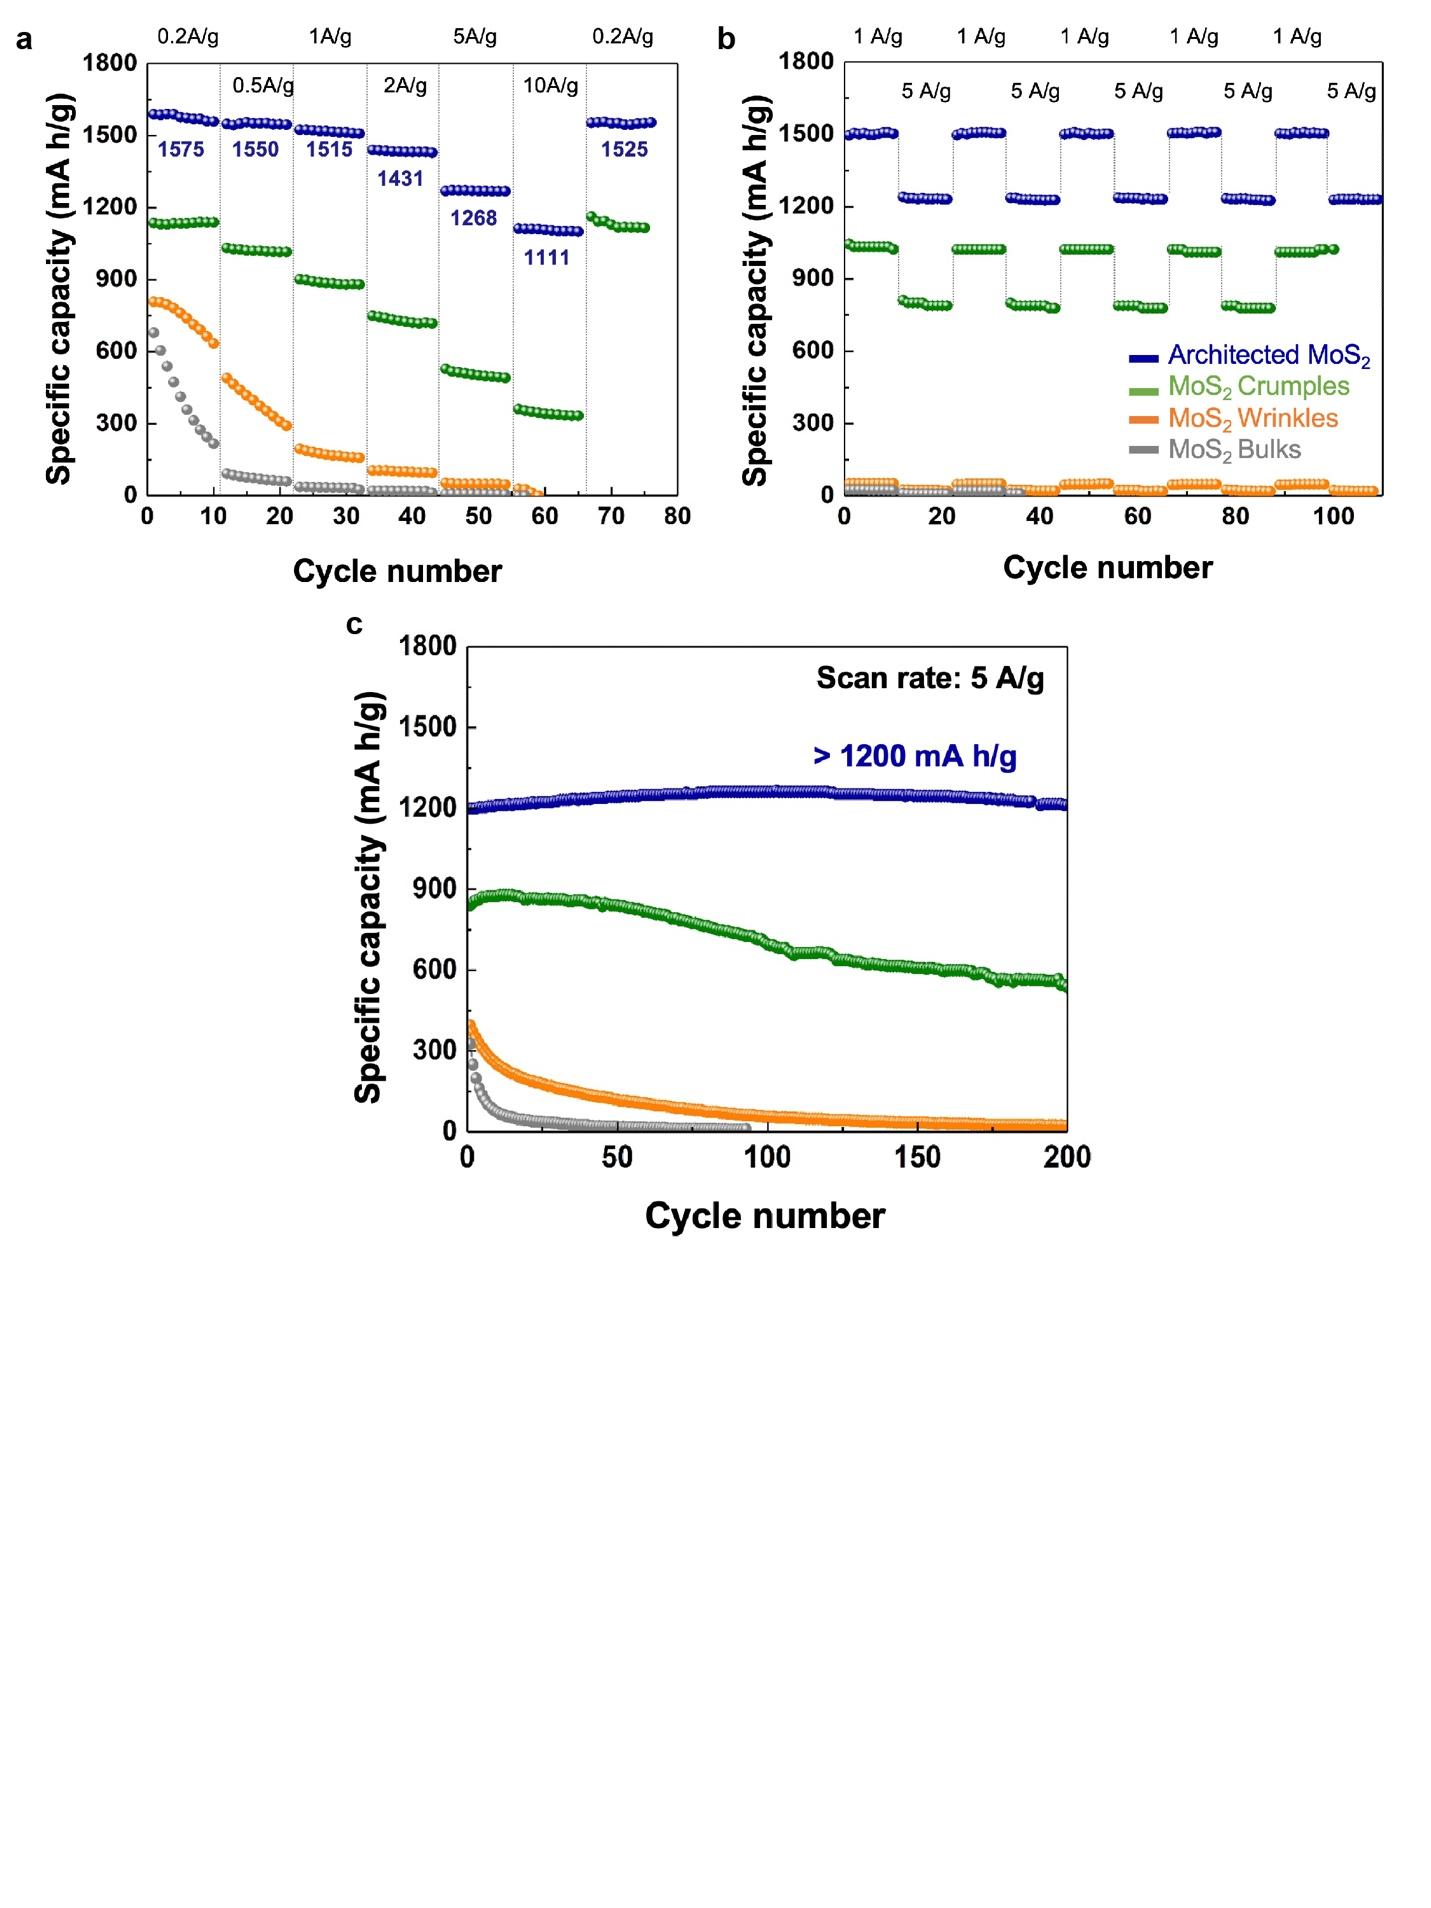 a
0.2A/g 1A/g 5A/g 0.2A/g
0.5A/g 2A/g 10A/g
1800
1500
1200
900
600
300
0
1575 1550 1515
1431
1268
1111
1525
0 10 20 30 40 50 60 70 80
Specific capacity (mA h/g)
Cycle number
b
1 A/g 1 A/g 1 A/g 1 A/g 1 A/g
5 A/g 5 A/g 5 A/g 5 A/g 5 A/g
1800
1500
1200
900
600
300
0
Architected MoS₂
MoS₂ Crumples
MoS₂ Wrinkles
MoS₂ Bulks
0 20 40 60 80 100
Specific capacity (mA h/g)
Cycle number
c
Scan rate: 5 A/g
> 1200 mA h/g
1800
1500
1200
900
600
300
0
0 50 100 150 200
Specific capacity (mA h/g)
Cycle number